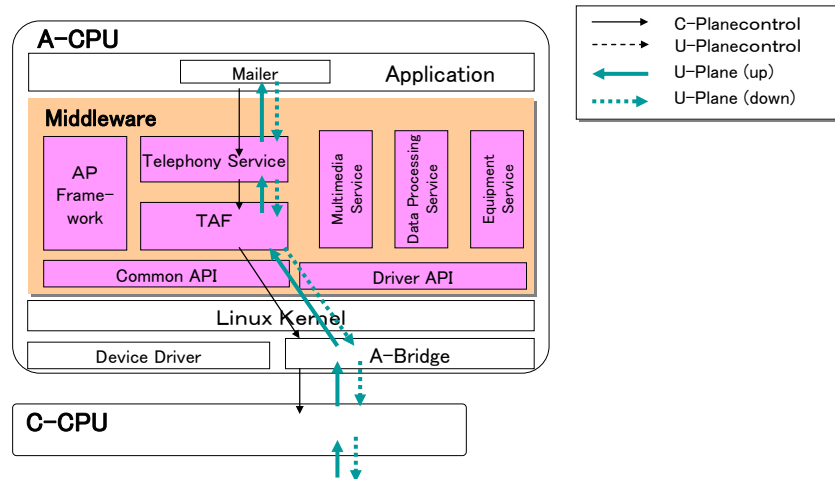 A-CPU
Mailer
Application
Middleware
AP
Frame-
work
Telephony Service
TAF
Multimedia
Service
Data Processing
Service
Equipment
Service
Common API
Driver API
Linux Kernel
Device Driver
A-Bridge
C-CPU
C-Planecontrol
U-Planecontrol
U-Plane (up)
U-Plane (down)